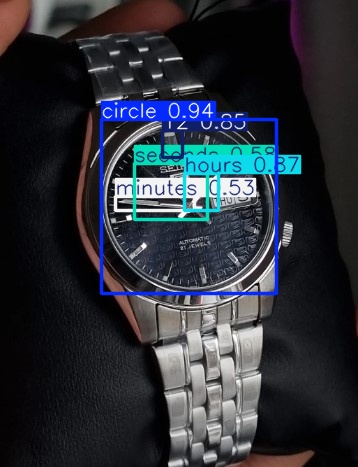 circle 0.94
12 0.85
seconds 0.58
hours 0.87
minutes 0.53
SEIKO
THU
AUTOMATIC
21 JEWELS